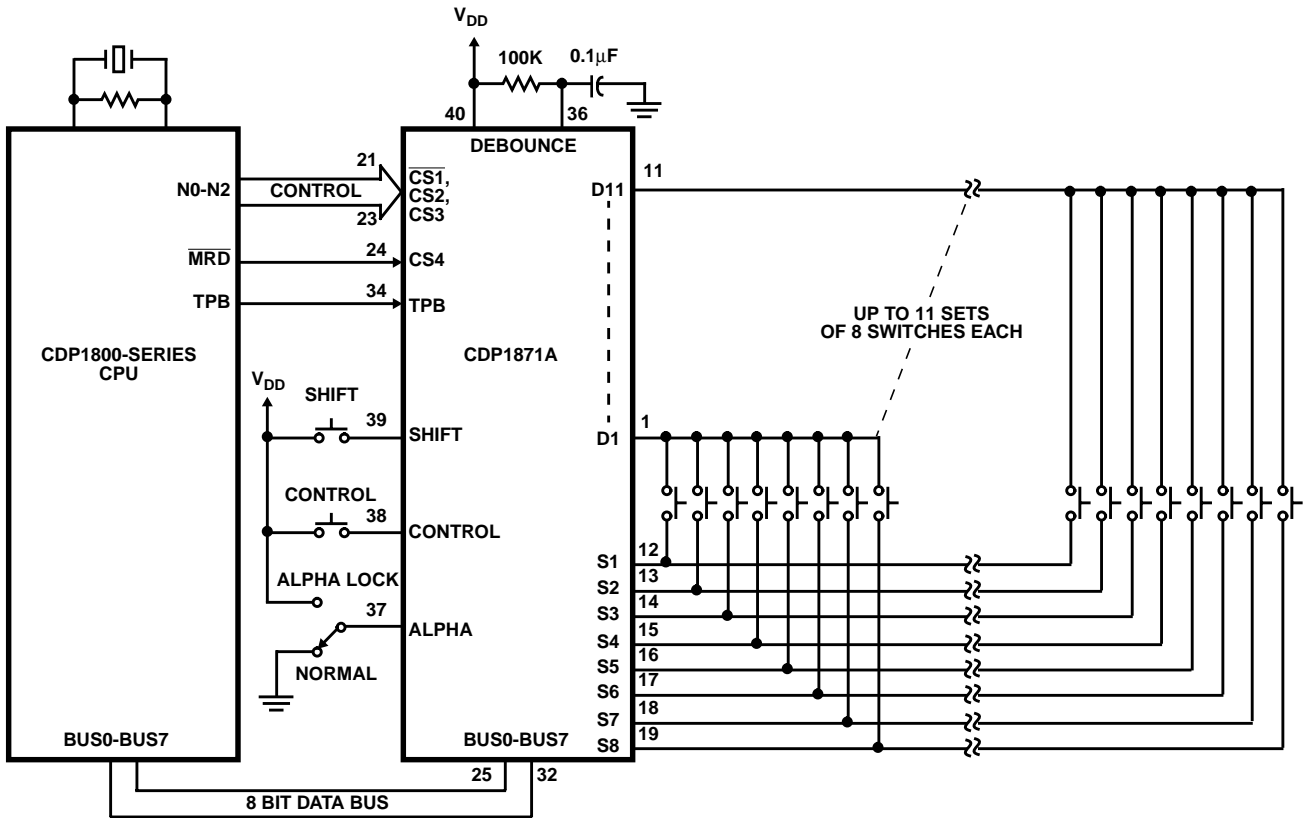 VDD
100K
0.1µF
40
36
DEBOUNCE
21
CS1,
CS2,
CS3
N0-N2
CONTROL
23
MRD
24
CS4
TPB
34
TPB
CDP1800-SERIES
CPU
CDP1871A
VDD
SHIFT
39
SHIFT
CONTROL
38
CONTROL
ALPHA LOCK
37
ALPHA
NORMAL
BUS0-BUS7
BUS0-BUS7
25
32
8 BIT DATA BUS
11
D11
UP TO 11 SETS
OF 8 SWITCHES EACH
1
D1
S1
12
S2
13
S3
14
S4
15
S5
16
S6
17
S7
18
S8
19